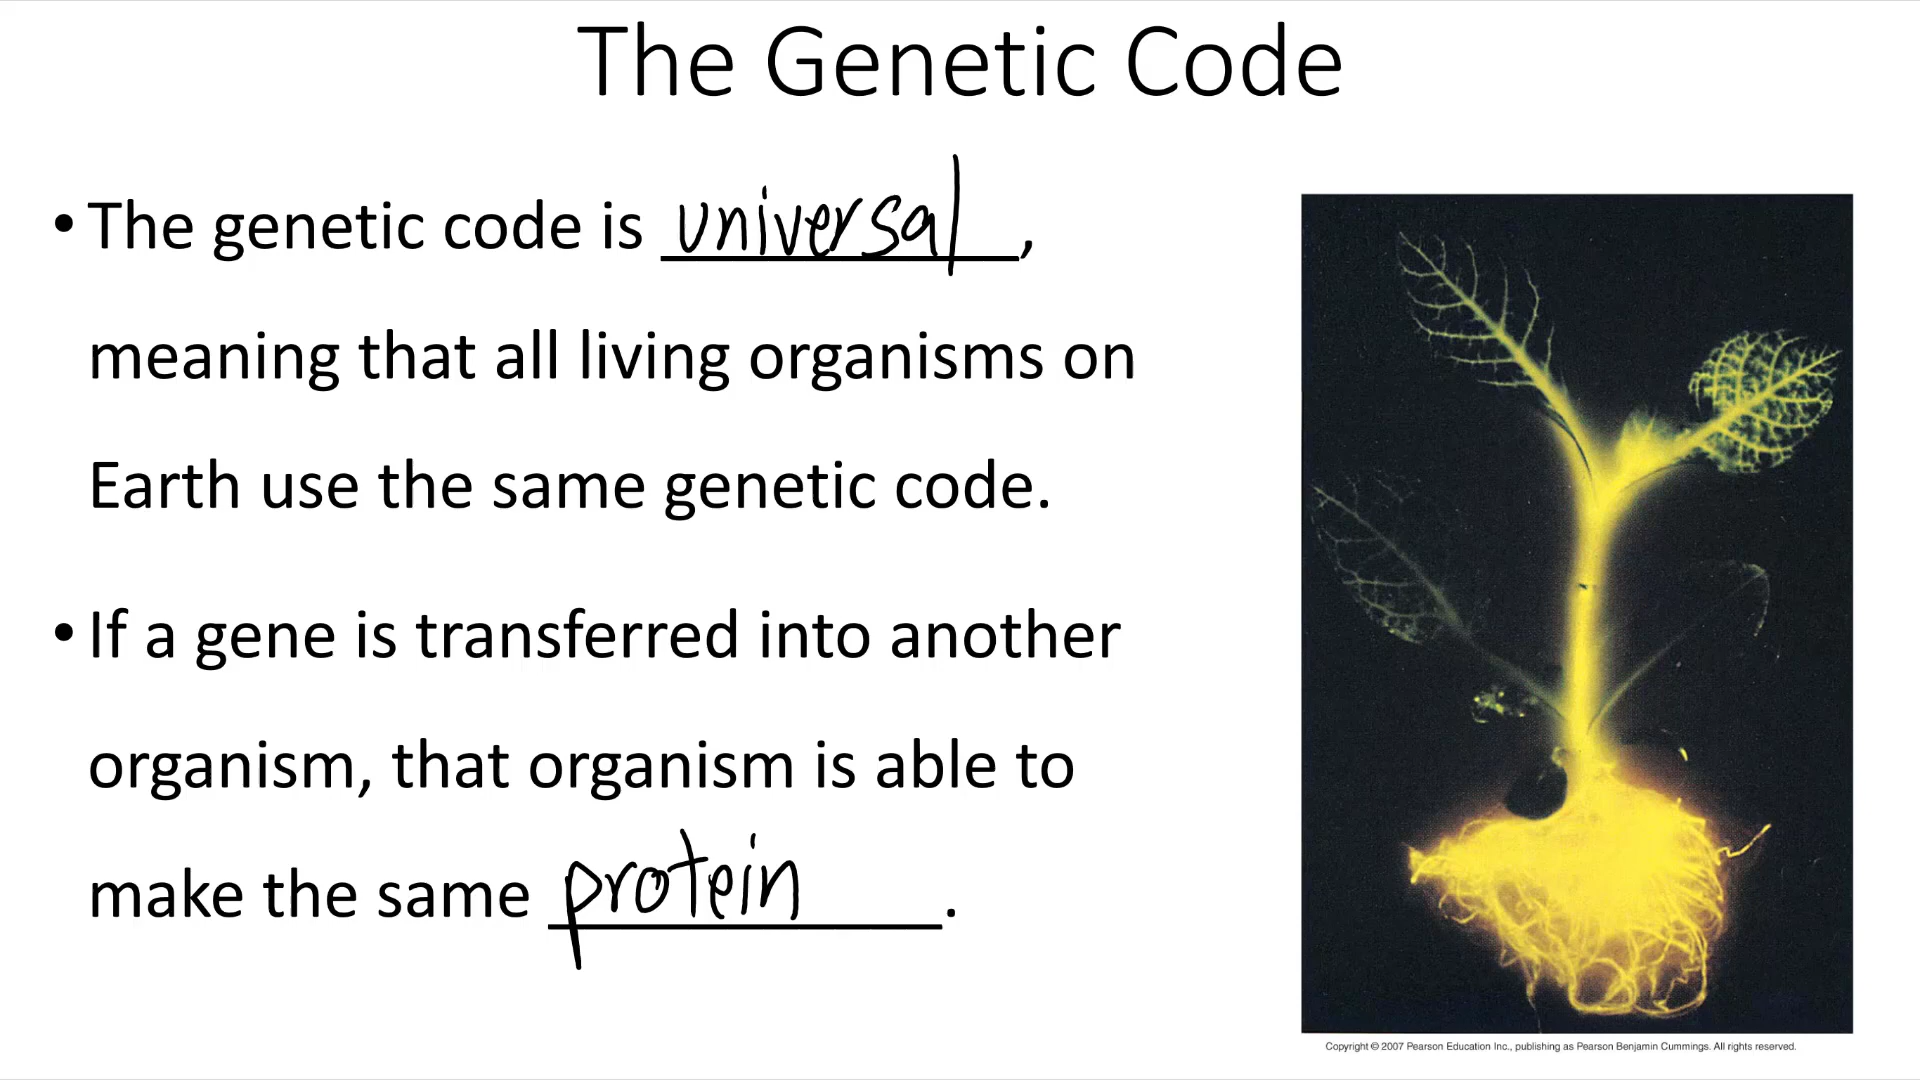 The Genetic Code
• The genetic code is universal,
meaning that all living organisms on
Earth use the same genetic code.
• If a gene is transferred into another
organism, that organism is able to
make the same protein.
Copyright © 2007 Pearson Education Inc., publishing as Pearson Benjamin Cummings. All rights reserved.